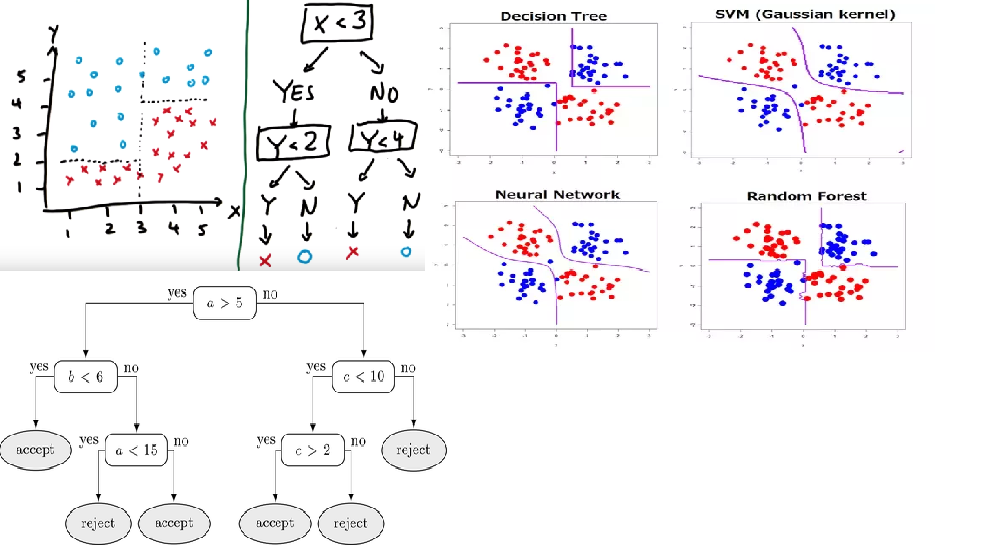 Y
5
4
3
2
1
1 2 3 4 5
X
X < 3
YES NO
Y < 2 Y < 4
Y N Y N
x O x O
Decision Tree
SVM (Gaussian kernel)
Neural Network
Random Forest
yes a > 5 no
yes b < 6 no
yes c < 10 no
accept
yes a < 15 no
yes c > 2 no
reject
reject
accept
accept
reject